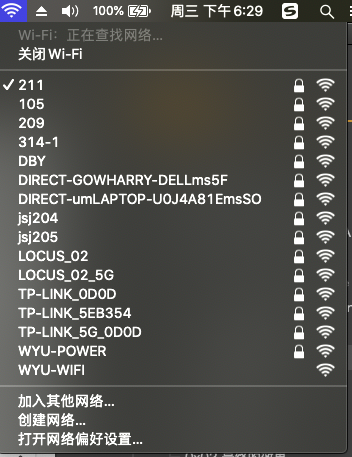 100% 周三 下午6:29 S
Wi-Fi: 正在查找网络...
关闭 Wi-Fi
211
105
209
314-1
DBY
DIRECT-GOWHARRY-DELLms5F
DIRECT-umLAPTOP-U0J4A81EmsSO
jsj204
jsj205
LOCUS_02
LOCUS_02_5G
TP-LINK_0D0D
TP-LINK_5EB354
TP-LINK_5G_0D0D
WYU-POWER
WYU-WIFI
加入其他网络...
创建网络...
打开网络偏好设置...